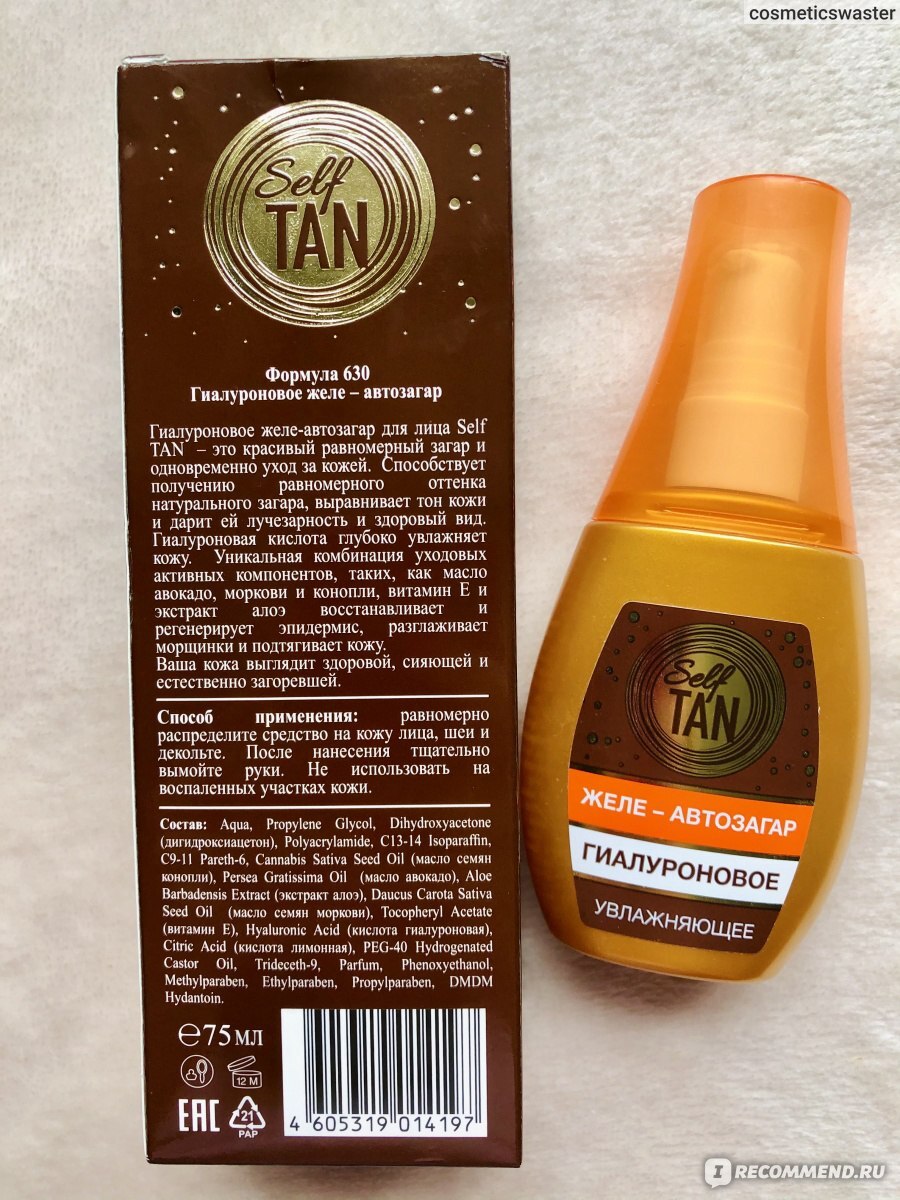 cosmeticswaster
Self
TAN
Формула 630
Гиалуроновое желе – автозагар
Гиалуроновое желе-автозагар для лица Self
TAN – это красивый равномерный загар и
одновременно уход за кожей. Способствует
получению равномерного оттенка
натурального загара, выравнивает тон кожи
и дарит ей лучезарность и здоровый вид.
Гиалуроновая кислота глубоко увлажняет
кожу. Уникальная комбинация уходовых
активных компонентов, таких, как масло
авокадо, моркови и конопли, витамин Е и
экстракт алоэ восстанавливает и
регенерирует эпидермис, разглаживает
морщинки и подтягивает кожу.
Ваша кожа выглядит здоровой, сияющей и
естественно загоревшей.
Способ применения: равномерно
распределите средство на кожу лица, шеи и
декольте. После нанесения тщательно
вымойте руки. Не использовать на
воспаленных участках кожи.
Состав: Aqua, Propylene Glycol, Dihydroxyacetone
(дигидроксиацетон), Polyacrylamide, C13-14 Isoparaffin,
C9-11 Pareth-6, Cannabis Sativa Seed Oil (масло семян
конопли), Persea Gratissima Oil (масло авокадо), Aloe
Barbadensis Extract (экстракт алоэ), Daucus Carota Sativa
Seed Oil (масло семян моркови), Tocopheryl Acetate
(витамин Е), Hyaluronic Acid (кислота гиалуроновая),
Citric Acid (кислота лимонная), PEG-40 Hydrogenated
Castor Oil, Trideceth-9, Parfum, Phenoxyethanol,
Methylparaben, Ethylparaben, Propylparaben, DMDM
Hydantoin.
℮75мл
12 M
EAC
21
PAP
4 605319 014197
Self
TAN
ЖЕЛЕ – АВТОЗАГАР
ГИАЛУРОНОВОЕ
УВЛАЖНЯЮЩЕЕ
IRECOMMEND.RU